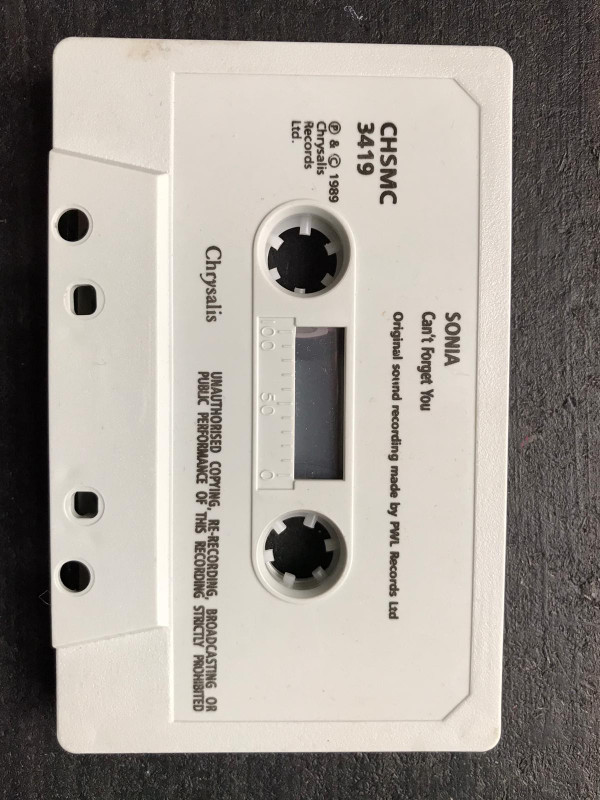 SONIA
Can't Forget You
Original sound recording made by PWL Records Ltd
CHSMC
3419
℗ & © 1989
Chrysalis
Records
Ltd.
100 50 0
Chrysalis
UNAUTHORISED COPYING, RE-RECORDING, BROADCASTING OR
PUBLIC PERFORMANCE OF THIS RECORDING STRICTLY PROHIBITED